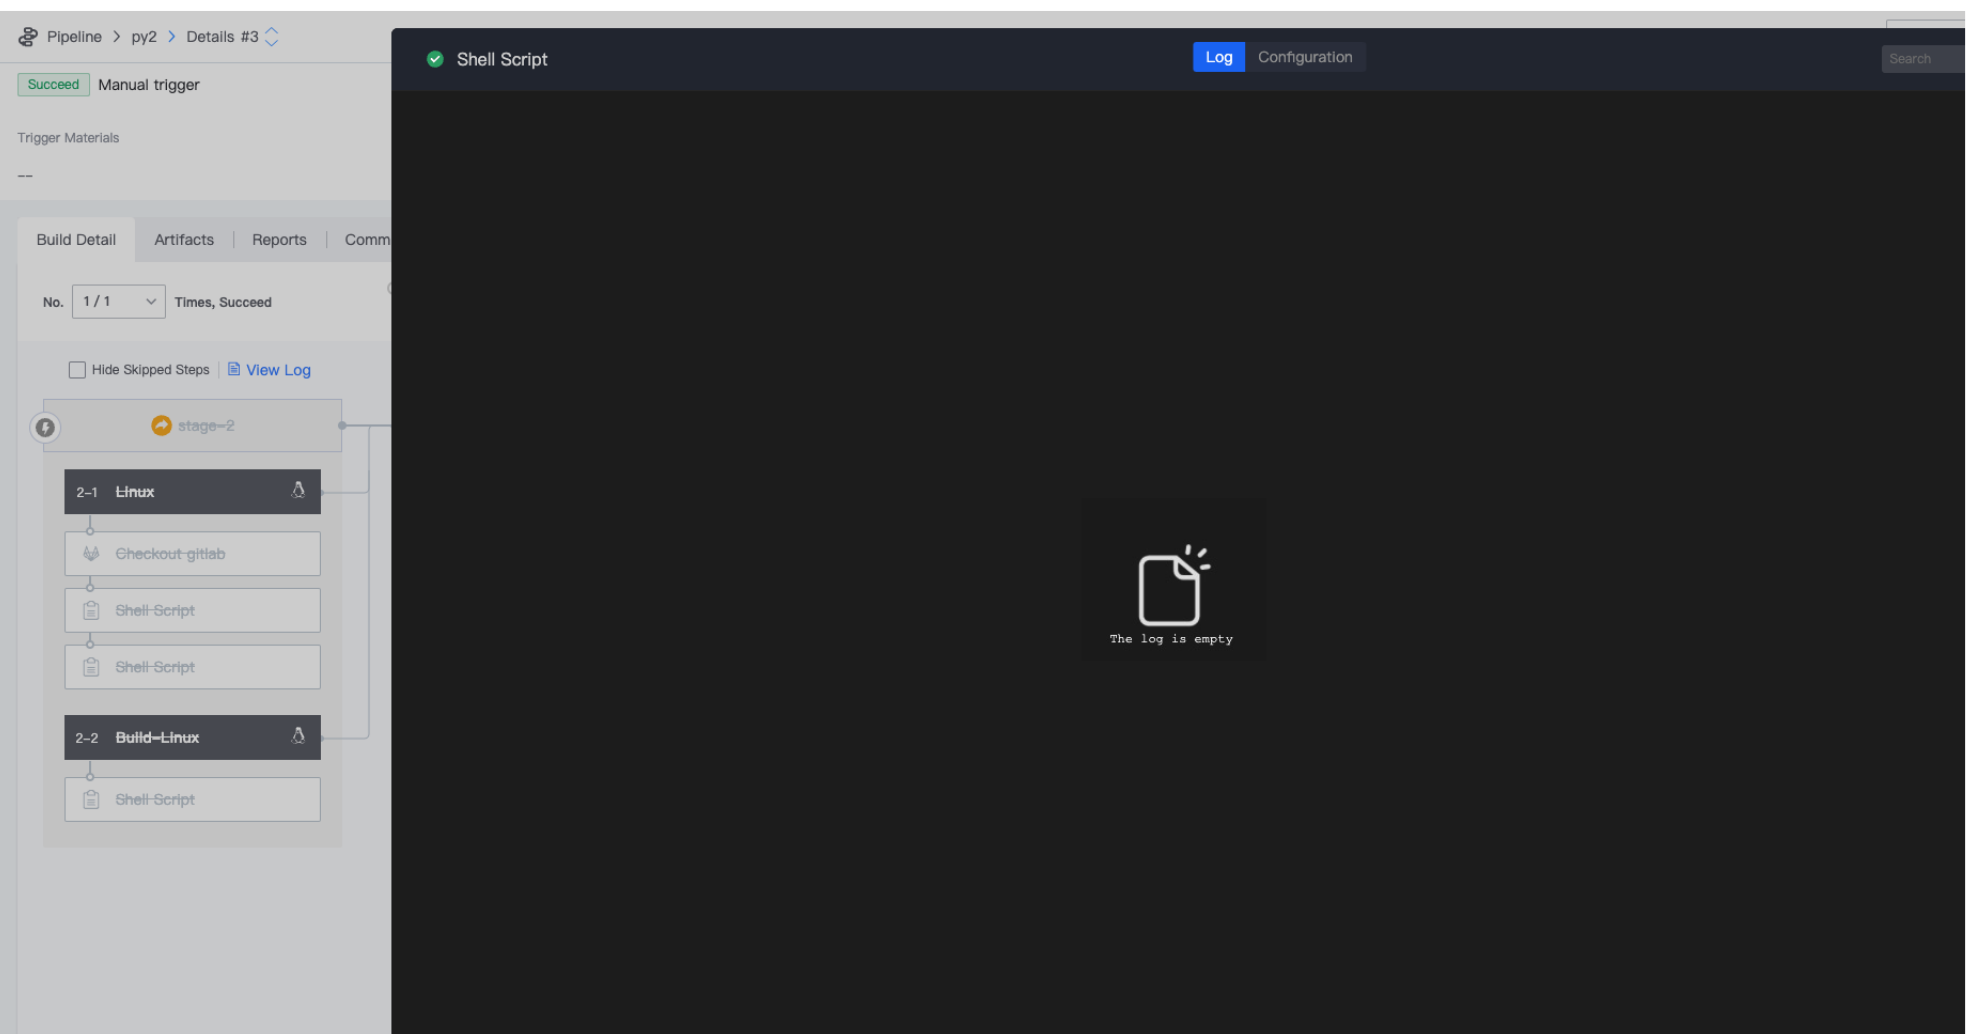 Pipeline > py2 > Details #3
Succeed Manual trigger
Trigger Materials
--
Build Detail Artifacts Reports Comm
No. 1 / 1 Times, Succeed
Hide Skipped Steps View Log
stage-2
2-1 Linux
Checkout gitlab
Shell Script
Shell Script
2-2 Build-Linux
Shell Script
Shell Script Log Configuration Search
The log is empty